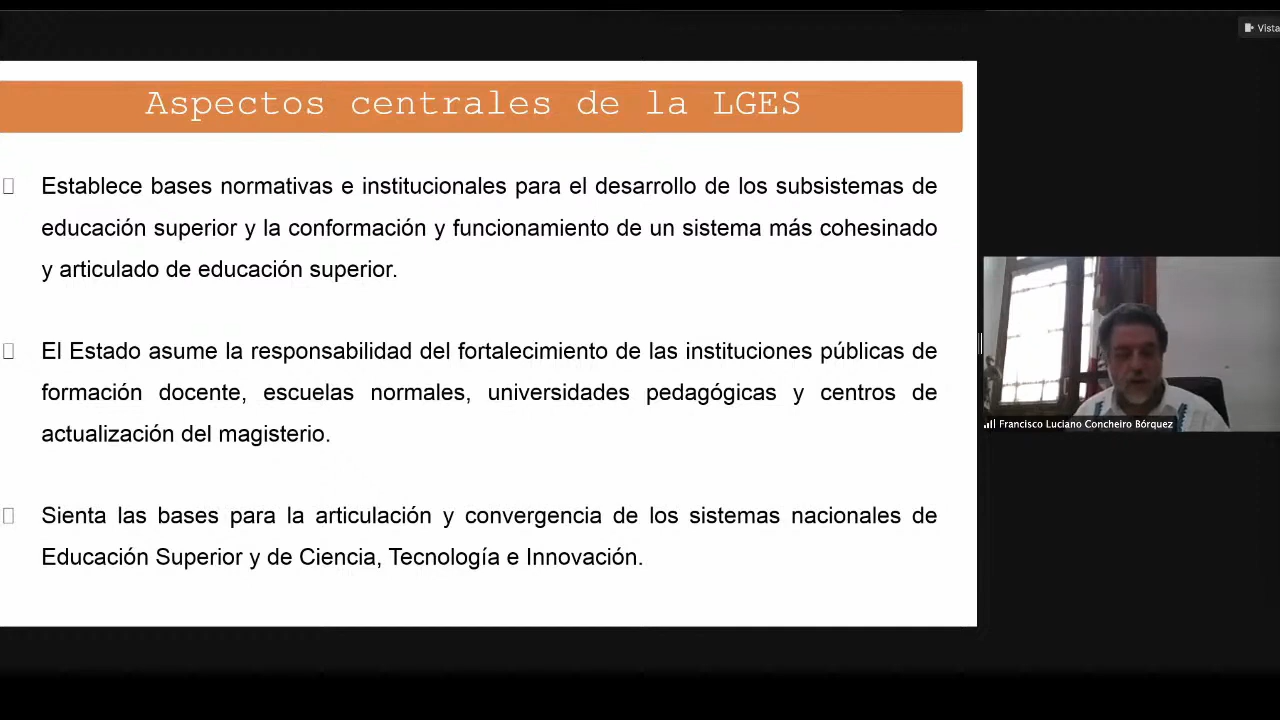 Vista
Aspectos centrales de la LGES
Establece bases normativas e institucionales para el desarrollo de los subsistemas de
educación superior y la conformación y funcionamiento de un sistema más cohesinado
y articulado de educación superior.
El Estado asume la responsabilidad del fortalecimiento de las instituciones públicas de
formación docente, escuelas normales, universidades pedagógicas y centros de
actualización del magisterio.
Sienta las bases para la articulación y convergencia de los sistemas nacionales de
Educación Superior y de Ciencia, Tecnología e Innovación.
Francisco Luciano Concheiro Bórquez